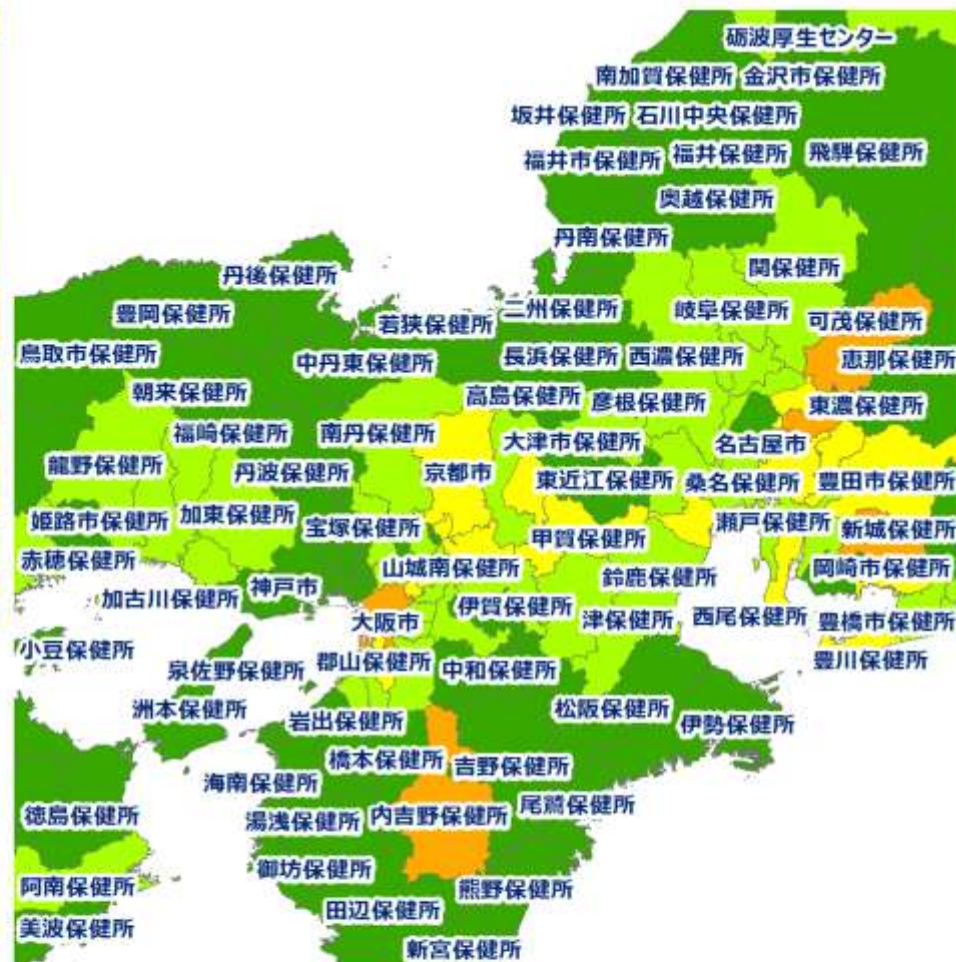 砺波厚生センター
南加賀保健所 金沢市保健所
坂井保健所 石川中央保健所
福井市保健所 福井保健所 飛騨保健所
奥越保健所
丹南保健所
関保健所
丹後保健所
豊岡保健所 若狭保健所 二州保健所 岐阜保健所 可茂保健所
鳥取市保健所 中丹東保健所 長浜保健所 西濃保健所 恵那保健所
朝来保健所 高島保健所 彦根保健所 東濃保健所
福崎保健所 南丹保健所 大津市保健所 名古屋市
龍野保健所 丹波保健所 京都市 東近江保健所 桑名保健所 豊田市保健所
姫路市保健所 加東保健所 宝塚保健所 甲賀保健所 瀬戸保健所 新城保健所
赤穂保健所 山城南保健所 鈴鹿保健所 岡崎市保健所
加古川保健所 神戸市 伊賀保健所
大阪市 津保健所 西尾保健所 豊橋市保健所
小豆保健所 泉佐野保健所 郡山保健所 中和保健所 豊川保健所
洲本保健所 岩出保健所 松阪保健所 伊勢保健所
橋本保健所 吉野保健所
海南保健所
徳島保健所 湯浅保健所 内吉野保健所 尾鷲保健所
御坊保健所
阿南保健所 熊野保健所
美波保健所 田辺保健所
新宮保健所